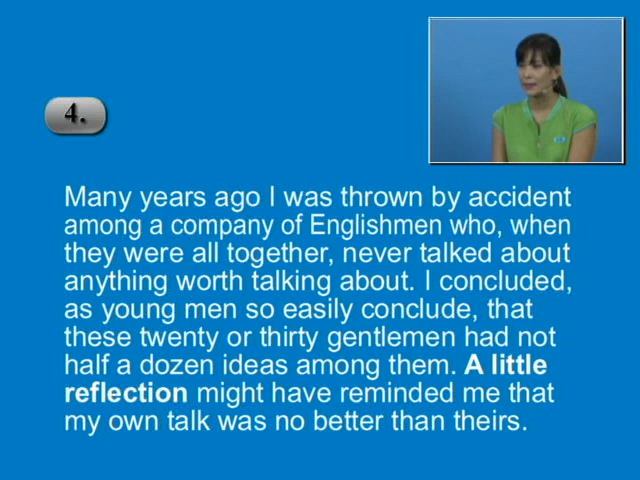 4.
Many years ago I was thrown by accident
among a company of Englishmen who, when
they were all together, never talked about
anything worth talking about. I concluded,
as young men so easily conclude, that
these twenty or thirty gentlemen had not
half a dozen ideas among them. A little
reflection might have reminded me that
my own talk was no better than theirs.